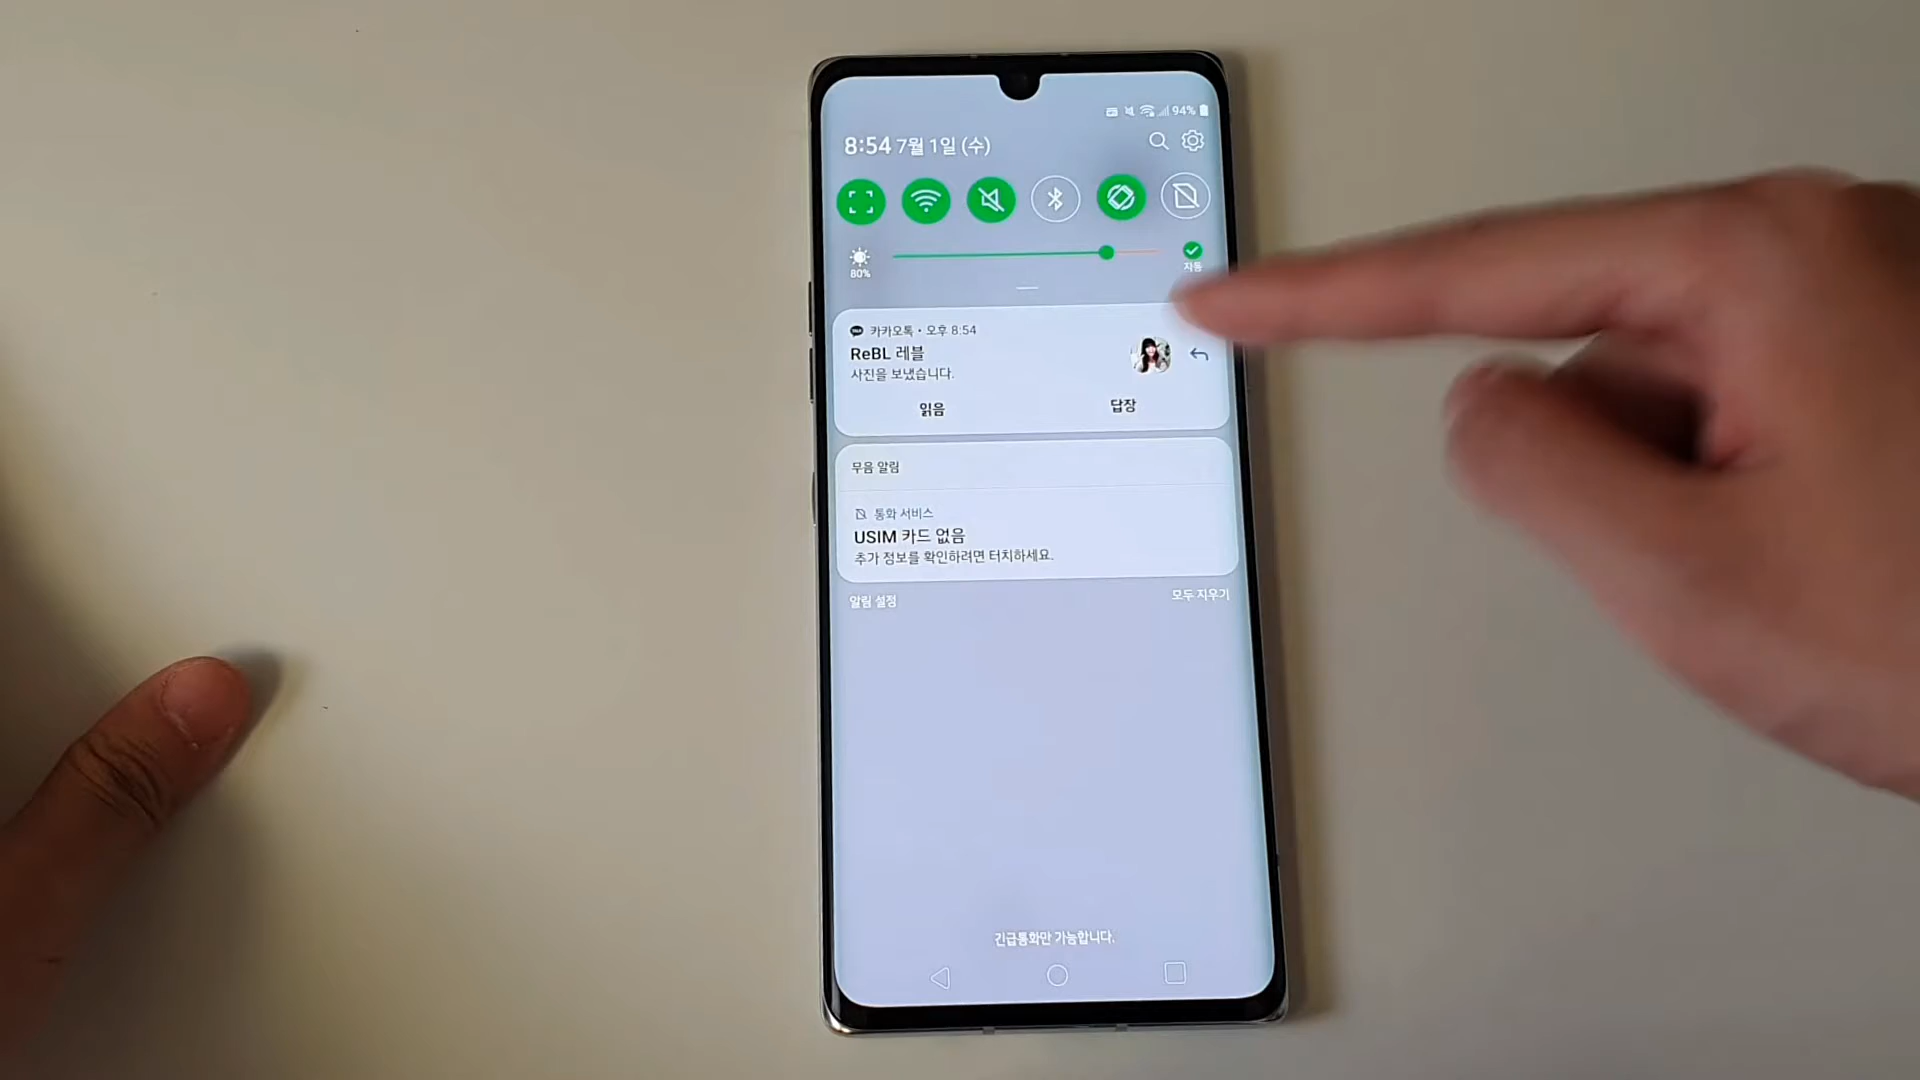 94%
8:54 7월 1일 (수)
80%
자동
카카오톡 • 오후 8:54
ReBL 레블
사진을 보냈습니다.
읽음
답장
무음 알림
통화 서비스
USIM 카드 없음
추가 정보를 확인하려면 터치하세요.
알림 설정
모두 지우기
긴급통화만 가능합니다.